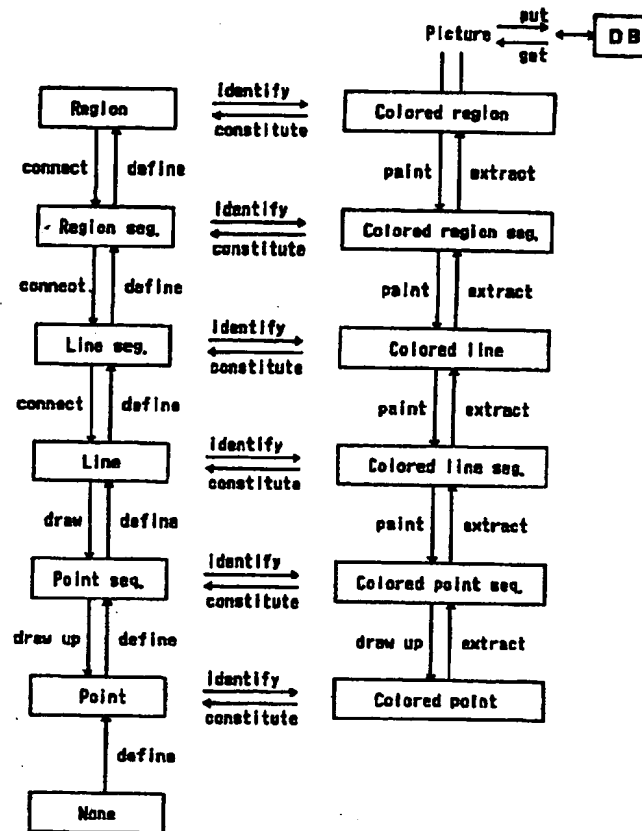 put
Picture
DB
get
Identify
Region
Colored region
constitute
connect
define
paint
extract
Identify
Region seg.
Colored region seg.
constitute
connect
define
paint
extract
Identify
Line seg.
Colored line
constitute
connect
define
paint
extract
Identify
Line
Colored line seg.
constitute
draw
define
paint
extract
Identify
Point seq.
Colored point seq.
constitute
draw up
define
draw up
extract
Identify
Point
Colored point
constitute
define
None